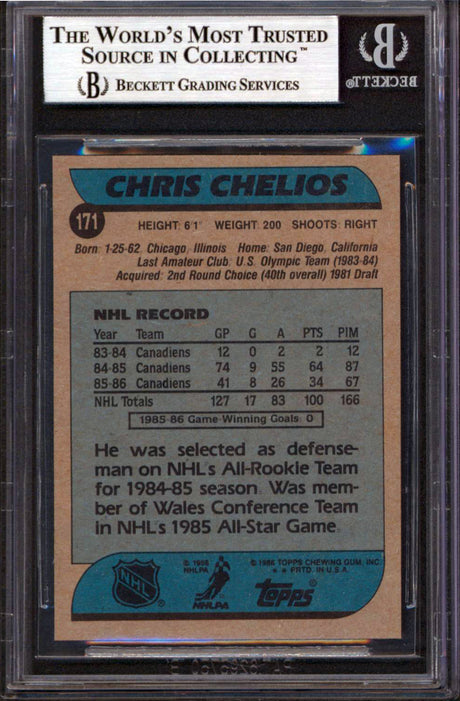 THE WORLD'S MOST TRUSTED
SOURCE IN COLLECTING™
B BECKETT GRADING SERVICES
B
BECKETT®
CHRIS CHELIOS
171
HEIGHT: 6'1" WEIGHT: 200 SHOOTS: RIGHT
Born: 1-25-62, Chicago, Illinois Home: San Diego, California
Last Amateur Club: U.S. Olympic Team (1983-84)
Acquired: 2nd Round Choice (40th overall) 1981 Draft
NHL RECORD
Year Team GP G A PTS PIM
83-84 Canadiens 12 0 2 2 12
84-85 Canadiens 74 9 55 64 87
85-86 Canadiens 41 8 26 34 67
NHL Totals 127 17 83 100 166
1985-86 Game-Winning Goals: 0
He was selected as defense-
man on NHL's All-Rookie Team
for 1984-85 season. Was mem-
ber of Wales Conference Team
in NHL's 1985 All-Star Game.
NHL
© 1986
NHLPA
NHLPA
© 1986 TOPPS CHEWING GUM, INC.
* * PRTD. IN U.S.A.
topps